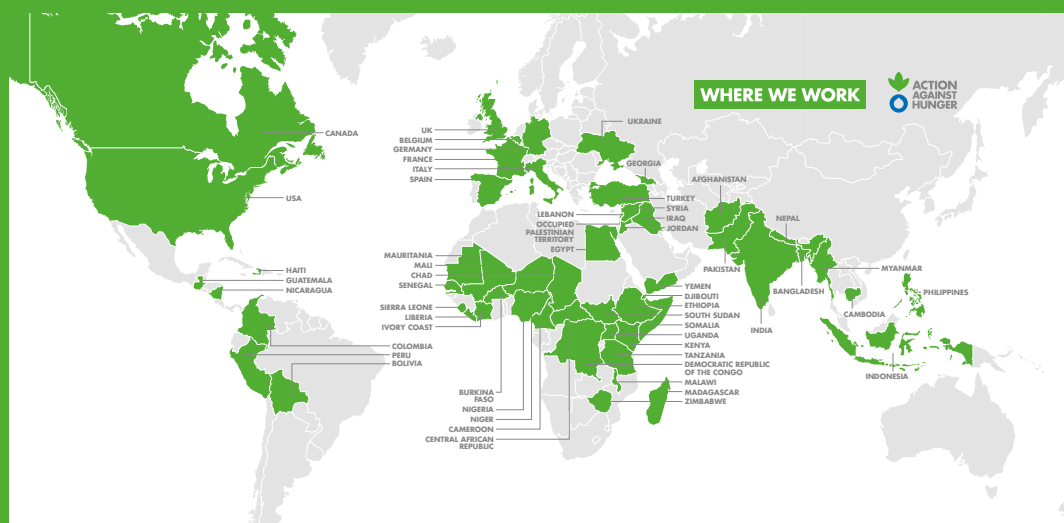 WHERE WE WORK
ACTION
AGAINST
HUNGER
CANADA
USA
HAITI
GUATEMALA
NICARAGUA
COLOMBIA
PERU
BOLIVIA
UK
BELGIUM
GERMANY
FRANCE
ITALY
SPAIN
UKRAINE
GEORGIA
AFGHANISTAN
TURKEY
SYRIA
IRAQ
JORDAN
LEBANON
OCCUPIED
PALESTINIAN
TERRITORY
EGYPT
NEPAL
PAKISTAN
BANGLADESH
INDIA
MYANMAR
PHILIPPINES
CAMBODIA
INDONESIA
MAURITANIA
MALI
CHAD
SENEGAL
SIERRA LEONE
LIBERIA
IVORY COAST
BURKINA
FASO
NIGERIA
NIGER
CAMEROON
CENTRAL AFRICAN
REPUBLIC
YEMEN
DJIBOUTI
ETHIOPIA
SOUTH SUDAN
SOMALIA
UGANDA
KENYA
TANZANIA
DEMOCRATIC REPUBLIC
OF THE CONGO
MALAWI
MADAGASCAR
ZIMBABWE